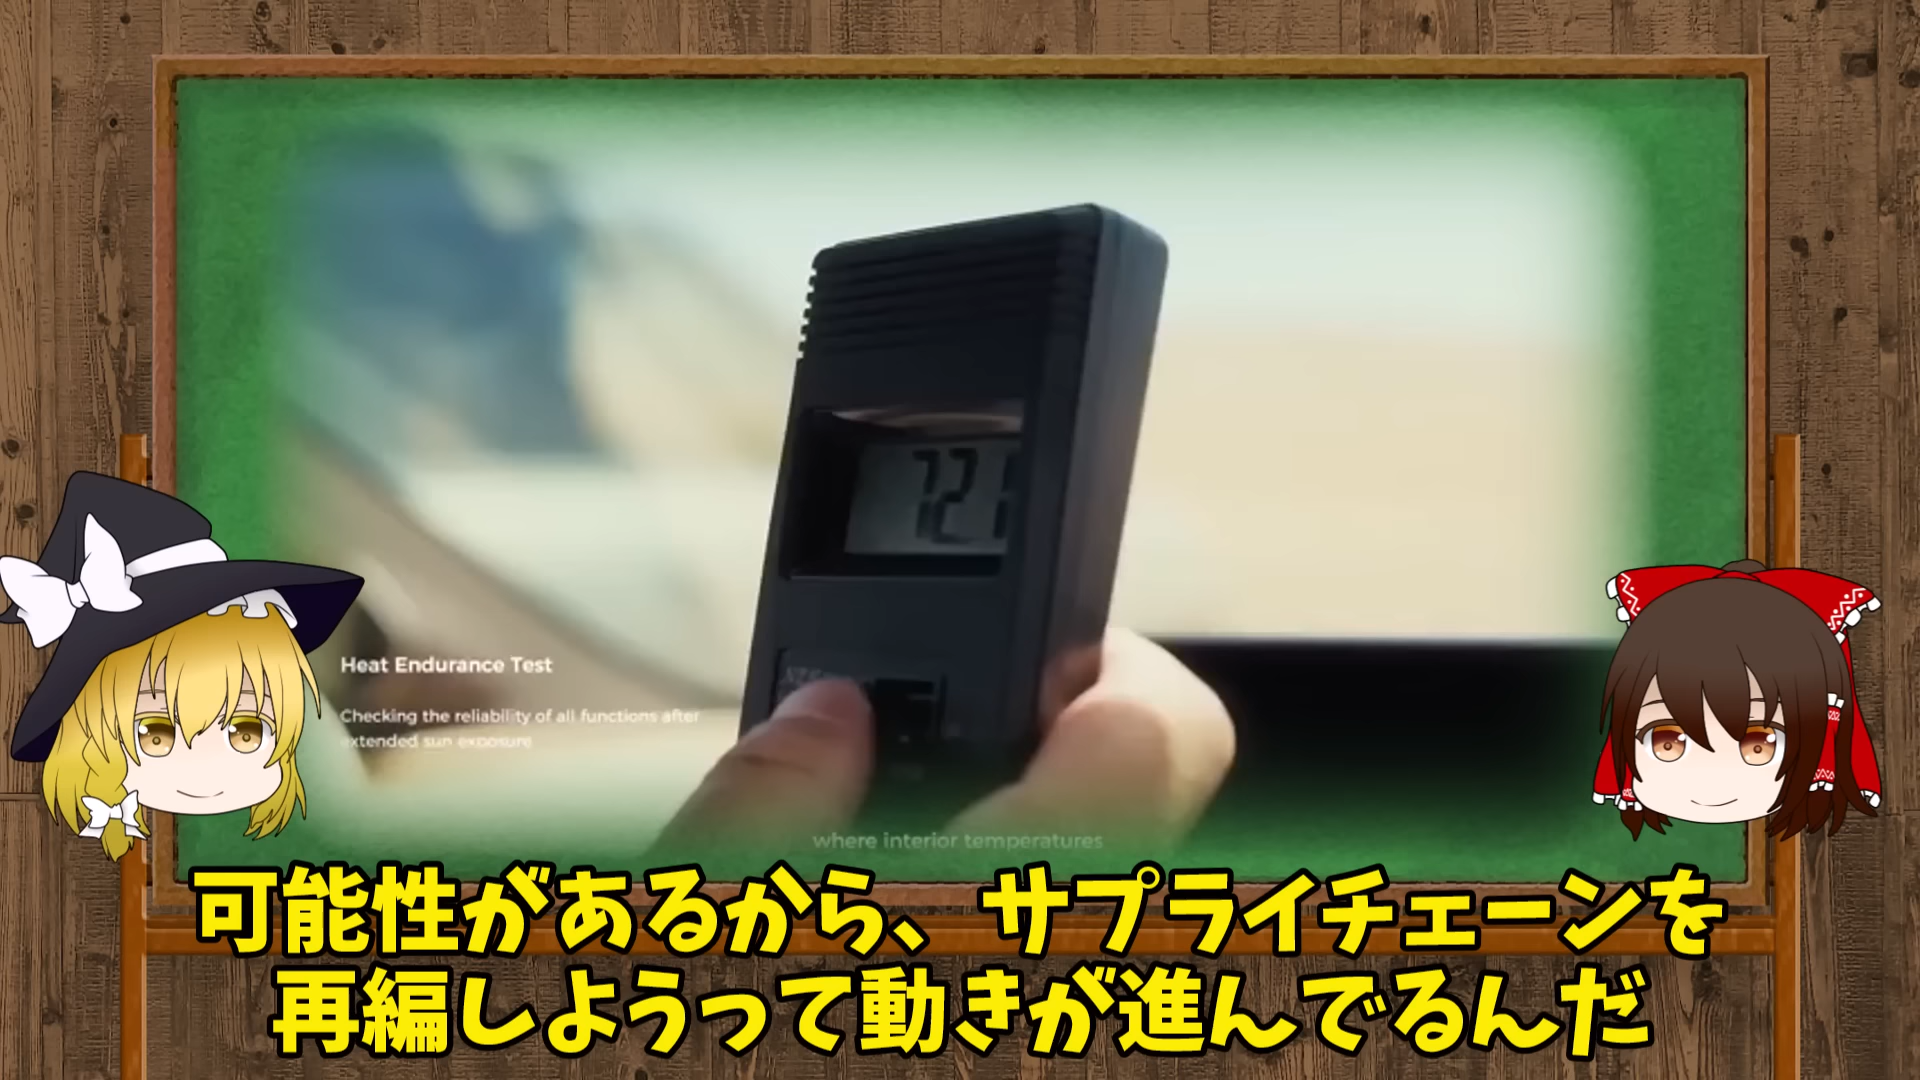 721
Heat Endurance Test
Checking the reliability of all functions after
extended sun exposure
where interior temperatures
可能性があるから、サプライチェーンを
再編しようって動きが進んでるんだ